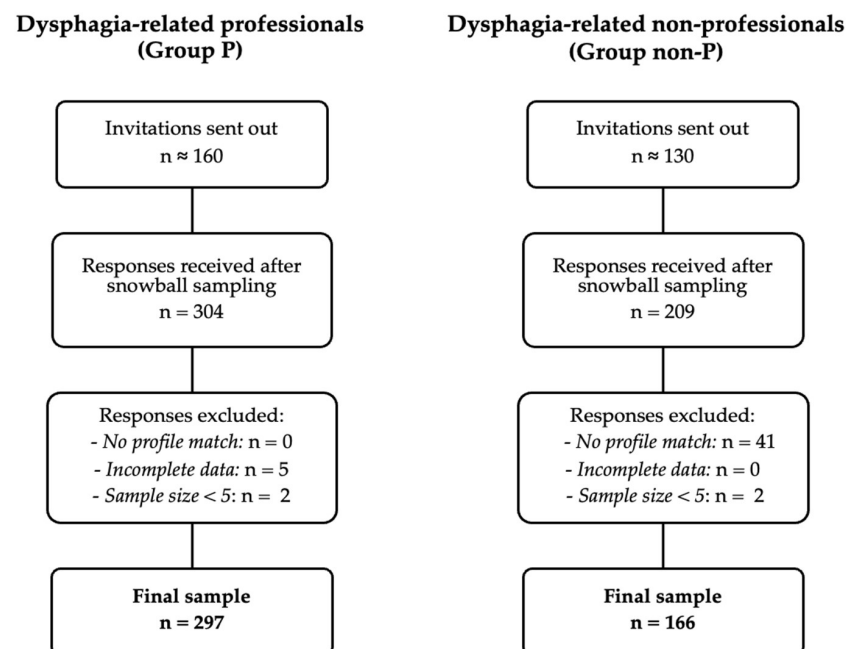 Dysphagia-related professionals
(Group P)
Invitations sent out
n ≈ 160
Responses received after
snowball sampling
n = 304
Responses excluded:
- No profile match: n = 0
- Incomplete data: n = 5
- Sample size < 5: n = 2
Final sample
n = 297
Dysphagia-related non-professionals
(Group non-P)
Invitations sent out
n ≈ 130
Responses received after
snowball sampling
n = 209
Responses excluded:
- No profile match: n = 41
- Incomplete data: n = 0
- Sample size < 5: n = 2
Final sample
n = 166